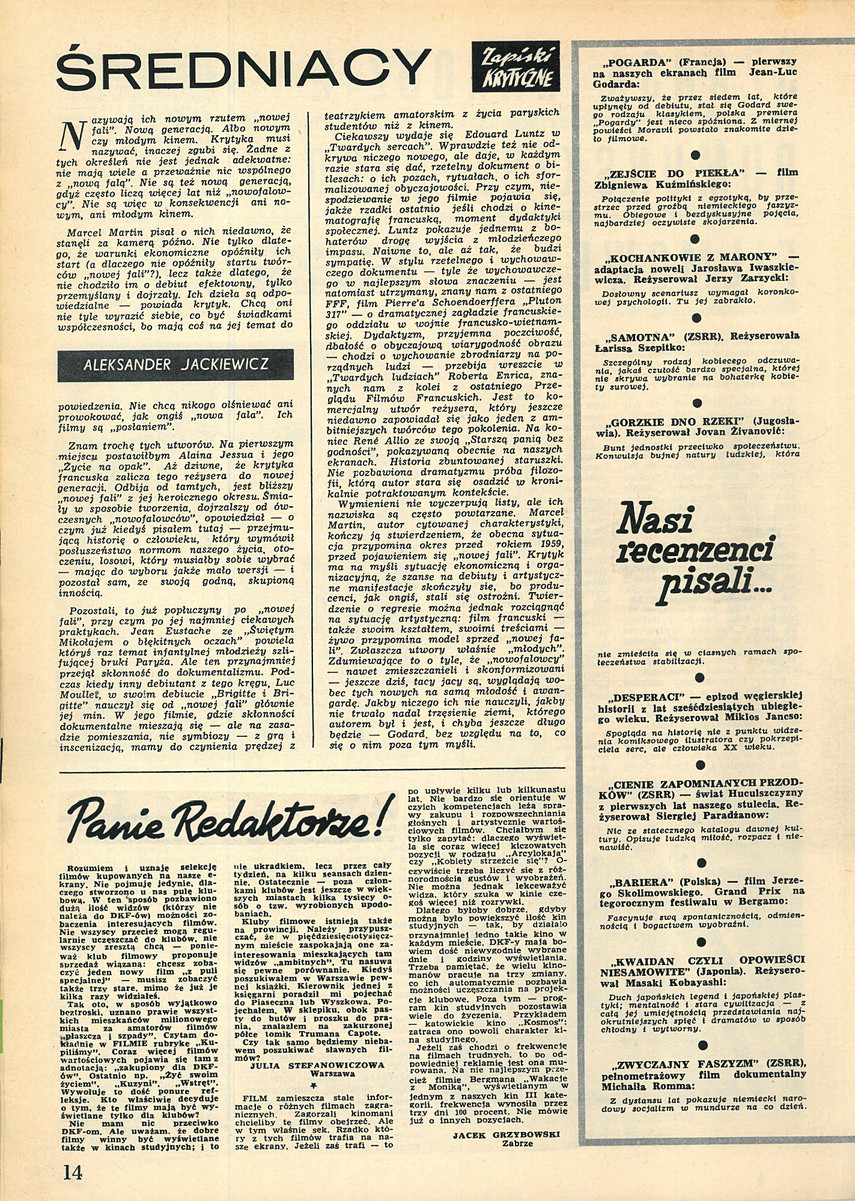 ŚREDNIACY
Zapiski
KRYTYCZNE
Nazywają ich nowym rzutem „nowej
fali". Nową generacją. Albo nowym
czy młodym kinem. Krytyka musi
nazywać, inaczej zgubi się. Żadne z
tych określeń nie jest jednak adekwatne:
nie mają wiele a przeważnie nic wspólnego
z „nową falą". Nie są też nową generacją,
gdyż często liczą więcej lat niż „nowofalow-
cy". Nie są więc w konsekwencji ani no-
wym, ani młodym kinem.
Marcel Martin pisał o nich niedawno, że
stanęli za kamerą późno. Nie tylko dlate-
go, że warunki ekonomiczne opóźniły ich
start (a dlaczego nie opóźniły startu twór-
ców „nowej fali"?), lecz także dlatego, że
nie chodziło im o debiut efektowny, tylko
przemyślany i dojrzały. Ich dzieła są odpo-
wiedzialne — powiada krytyk. Chcą oni
nie tyle wyrazić siebie, co być świadkami
współczesności, bo mają coś na jej temat do
ALEKSANDER JACKIEWICZ
powiedzenia. Nie chcą nikogo olśniewać ani
prowokować, jak ongiś „nowa fala". Ich
filmy są „posłaniem".
Znam trochę tych utworów. Na pierwszym
miejscu postawiłbym Alaina Jessua i jego
„Życie na opak". Aż dziwne, że krytyka
francuska zalicza tego reżysera do nowej
generacji. Odbija od tamtych, jest bliższy
„nowej fali" z jej heroicznego okresu. Śmia-
ły w sposobie tworzenia, dojrzalszy od ów-
czesnych „nowofalowców", opowiedział — o
czym już kiedyś pisałem tutaj — przejmu-
jącą historię o człowieku, który wymówił
posłuszeństwo normom naszego życia, oto-
czeniu, losowi, który musiałby sobie wybrać
— mając do wyboru jakże mało wersji — i
pozostał sam, ze swoją godną, skupioną
innością.
Pozostali, to już popłuczyny po „nowej
fali", przy czym po jej najmniej ciekawych
praktykach. Jean Eustache ze „Świętym
Mikołajem o błękitnych oczach" powiela
któryś raz temat infantylnej młodzieży szli-
fującej bruki Paryża. Ale ten przynajmniej
przejął skłonność do dokumentalizmu. Pod-
czas kiedy inny debiutant z tego kręgu, Luc
Moullet, w swoim debiucie „Brigitte i Bri-
gitte" nauczył się od „nowej fali" głównie
jej min. W jego filmie, gdzie skłonności
dokumentalne mieszają się — ale na zasa-
dzie pomieszania, nie symbiozy — z grą i
inscenizacją, mamy do czynienia prędzej z
teatrzykiem amatorskim z życia paryskich
studentów niż z kinem.
Ciekawszy wydaje się Edouard Luntz w
„Twardych sercach". Wprawdzie też nie od-
krywa niczego nowego, ale daje, w każdym
razie stara się dać, rzetelny dokument o bi-
tlesach: o ich pozach, rytuałach, o ich sfor-
malizowanej obyczajowości. Przy czym, nie-
spodziewanie w jego filmie pojawia się,
jakże rzadki ostatnio jeśli chodzi o kine-
matografię francuską, moment dydaktyki
społecznej. Luntz pokazuje jednemu z bo-
haterów drogę wyjścia z młodzieńczego
impasu. Naiwne to, ale aż tak, że budzi
sympatię. W stylu rzetelnego i wychowaw-
czego dokumentu — tyle że wychowawcze-
go w najlepszym słowa znaczeniu — jest
natomiast utrzymany, znany nam z ostatniego
FFF, film Pierre'a Schoendoerffera „Pluton
317" — o dramatycznej zagładzie francuskie-
go oddziału w wojnie francusko-wietnam-
skiej. Dydaktyzm, przyjemna poczciwość,
dbałość o obyczajową wiarygodność obrazu
— chodzi o wychowanie zbrodniarzy na po-
rządnych ludzi — przebija wreszcie w
„Twardych ludziach" Roberta Enrica, zna-
nych nam z kolei z ostatniego Prze-
glądu Filmów Francuskich. Jest to ko-
mercjalny utwór reżysera, który jeszcze
niedawno zapowiadał się jako jeden z am-
bitniejszych twórców tego pokolenia. Na ko-
niec René Allio ze swoją „Starszą panią bez
godności", pokazywaną obecnie na naszych
ekranach. Historia zbuntowanej staruszki.
Nie pozbawiona dramatyzmu próba filozo-
fii, którą autor stara się osadzić w kroni-
kalnie potraktowanym kontekście.
Wymienieni nie wyczerpują listy, ale ich
nazwiska są często powtarzane. Marcel
Martin, autor cytowanej charakterystyki,
kończy ją stwierdzeniem, że obecna sytua-
cja przypomina okres przed rokiem 1959,
przed pojawieniem się „nowej fali". Krytyk
ma na myśli sytuację ekonomiczną i orga-
nizacyjną, że szanse na debiuty i artystycz-
ne manifestacje skończyły się, bo produ-
cenci, jak ongiś, stali się ostrożni. Twier-
dzenie o regresie można jednak rozciągnąć
na sytuację artystyczną: film francuski —
także swoim kształtem, swoimi treściami —
żywo przypomina model sprzed „nowej fa-
li". Zwłaszcza utwory właśnie „młodych".
Zdumiewające to o tyle, że „nowofalowcy"
— nawet zmieszczanieli i skonformizowani
— jeszcze dziś, tacy jacy są, wyglądają wo-
bec tych nowych na samą młodość i awan-
gardę. Jakby niczego ich nie nauczyli, jakby
nie trwało nadal trzęsienie ziemi, którego
autorem był i jest, i chyba jeszcze długo
będzie — Godard, bez względu na to, co
się o nim poza tym myśli.
Panie Redaktorze!
Rozumiem i uznaję selekcję
filmów kupowanych na nasze e-
krany. Nie pojmuję jedynie, dla-
czego stworzono u nas pulę klu-
bową. W ten sposób pozbawiono
dużą ilość widzów (którzy nie
należą do DKF-ów) możności zo-
baczenia interesujących filmów.
Nie wszyscy przecież mogą regu-
larnie uczęszczać do klubów, nie
wszyscy zresztą chcą — ponie-
waż klub filmowy proponuje
sprzedaż wiązaną: chcesz zoba-
czyć jeden nowy film „z puli
specjalnej" — musisz zobaczyć
także trzy stare, mimo że już je
kilka razy widziałeś.
Tak oto, w sposób wyjątkowo
beztroski, uznano prawie wszyst-
kich mieszkańców milionowego
miasta za amatorów filmów
„płaszcza i szpady". Czytam do-
kładnie w FILMIE rubrykę „Ku-
piliśmy". Coraz więcej filmów
wartościowych pojawia się tam z
adnotacją: „zakupiony dla DKF-
ów". Ostatnio np. „Żyć swoim
życiem", „Kuzyni", „Wstręt".
Wywołuje to dość ponure ref-
leksje. Kto właściwie decyduje
o tym, że te filmy mają być wy-
świetlane tylko dla klubów?
Nie mam nic przeciwko
DKF-om. Ale uważam, że dobre
filmy winny być wyświetlane
także w kinach studyjnych; i to
nie ukradkiem, lecz przez cały
tydzień, na kilku seansach dzien-
nie. Ostatecznie — poza człon-
kami klubów jest jeszcze w więk-
szych miastach kilka tysięcy o-
sób o tzw. wyrobionych upodo-
baniach.
Kluby filmowe istnieją także
na prowincji. Należy przypusz-
czać, że w pięćdziesięciotysięcz-
nym mieście zaspokajają one za-
interesowania mieszkających tam
widzów „ambitnych". Tu nasuwa
się pewne porównanie. Kiedyś
poszukiwałem w Warszawie pew-
nej książki. Kierownik jednej z
księgarni poradził mi pojechać
do Piaseczna lub Wyszkowa. Po-
jechałem. W sklepiku, obok pas-
ty do butów i proszku do pra-
nia, znalazłem na zakurzonej
półce tomik Trumana Capote.
Czy tak samo będziemy nieba-
wem poszukiwać sławnych fil-
mów?
JULIA STEFANOWICZOWA
Warszawa
★
FILM zamieszcza stale infor-
macje o różnych filmach zagra-
nicznych. Zagorzali kinomani
chcieliby te filmy obejrzeć. Ale
w tym właśnie sęk. Rzadko któ-
ry z tych filmów trafia na na-
sze ekrany. Jeżeli zaś trafi — to
po upływie kilku lub kilkunastu
lat. Nie bardzo się orientuję w
czyich kompetencjach leżą spra-
wy zakupu i rozpowszechniania
głośnych i artystycznie wartoś-
ciowych filmów. Chciałbym się
tylko zapytać: dlaczego wyświet-
la się coraz więcej kiczowatych
pozycji w rodzaju „Arcyłokaja"
czy „Kobiety strzeżcie się"? O-
czywiście trzeba liczyć się z róż-
norodnością gustów i wyobrażeń.
Nie można jednak lekceważyć
widza, który szuka w kinie cze-
goś więcej niż rozrywki.
Dlatego byłoby dobrze, gdyby
można było powiększyć ilość kin
studyjnych — tak, by działało
przynajmniej jedno takie kino w
każdym mieście. DKF-y mają bo-
wiem dość niewygodnie wybrane
dnie i godziny wyświetlania.
Trzeba pamiętać, że wielu kino-
manów pracuje na trzy zmiany,
co ich automatycznie pozbawia
możności uczęszczania na projek-
cje klubowe. Poza tym — prog-
ram kin studyjnych pozostawia
wiele do życzenia. Przykładem
— katowickie kino „Kosmos":
zatraca ono powoli charakter ki-
na studyjnego.
Jeżeli zaś chodzi o frekwencję
na filmach trudnych, to po od-
powiedniej reklamie jest ona mu-
rowana. Na nie najlepszym prze-
cież filmie Bergmana „Wakacje
z Moniką", wyświetlanym w
jednym z naszych kin III kate-
gorii, frekwencja wynosiła przez
trzy dni 100 procent. Nie mówię
już o innych pozycjach.
JACEK GRZYBOWSKI
Zabrze
„POGARDA" (Francja) — pierwszy
na naszych ekranach film Jean-Luc
Godarda:
Zważywszy, że przez siedem lat, które
upłynęły od debiutu, stał się Godard swe-
go rodzaju klasykiem, polska premiera
„Pogardy" jest nieco spóźniona. Z miernej
powieści Moravii powstało znakomite dzie-
ło filmowe.
●
„ZEJŚCIE DO PIEKŁA" — film
Zbigniewa Kuźmińskiego:
Połączenie polityki z egzotyką, by prze-
strzec przed groźbą niemieckiego faszyz-
mu. Obiegowe i bezdyskusyjne pojęcia,
najbardziej oczywiste skojarzenia.
●
„KOCHANKOWIE Z MARONY" —
adaptacja noweli Jarosława Iwaszkie-
wicza. Reżyserował Jerzy Zarzycki:
Dosłowny scenariusz wymagał koronko-
wej psychologii. Tu jej zabrakło.
●
„SAMOTNA" (ZSRR). Reżyserowała
Łarissa Szepitko:
Szczególny rodzaj kobiecego odczuwa-
nia, jakaś czułość bardzo specjalna, której
nie skrywa wybranie na bohaterkę kobie-
ty surowej.
●
„GORZKIE DNO RZEKI" (Jugosła-
wia). Reżyserował Jovan Živanović:
Bunt jednostki przeciwko społeczeństwu.
Konwulsja bujnej natury ludzkiej, która
Nasi
recenzenci
pisali...
nie zmieściła się w ciasnych ramach spo-
łeczeństwa stabilizacji.
●
„DESPERACI" — epizod węgierskiej
historii z lat sześćdziesiątych ubiegłe-
go wieku. Reżyserował Miklos Jancso:
Spogląda na historię nie z punktu widze-
nia komiksowego ilustratora czy pokrzepi-
ciela serc, ale człowieka XX wieku.
●
„CIENIE ZAPOMNIANYCH PRZOD-
KÓW" (ZSRR) — świat Huculszczyzny
z pierwszych lat naszego stulecia. Re-
żyserował Siergiej Paradżanow:
Nic ze statecznego katalogu dawnej kul-
tury. Opisuje ludzką miłość, rozpacz i nie-
nawiść.
●
„BARIERA" (Polska) — film Jerze-
go Skolimowskiego. Grand Prix na
tegorocznym festiwalu w Bergamo:
Fascynuje swą spontanicznością, odmien-
nością i bogactwem wyobraźni.
●
„KWAIDAN CZYLI OPOWIEŚCI
NIESAMOWITE" (Japonia). Reżysero-
wał Masaki Kobayashi:
Duch japońskich legend i japońskiej plas-
tyki; mentalność i stara cywilizacja — z
całą jej umiejętnością przedstawiania naj-
okrutniejszych spięć i dramatów w sposób
chłodny i wytworny.
●
„ZWYCZAJNY FASZYZM" (ZSRR),
pełnometrażowy film dokumentalny
Michaiła Romma:
Z dystansu lat pokazuje niemiecki naro-
dowy socjalizm w mundurze na co dzień.
14